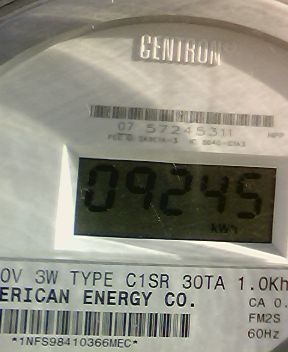 CENTRON
07 57245311
09245
kWh
0V 3W TYPE C1SR 30TA 1.0Kh
ERICAN ENERGY CO.
CA 0.
FM2S
60Hz
*1NFS98410366MEC*